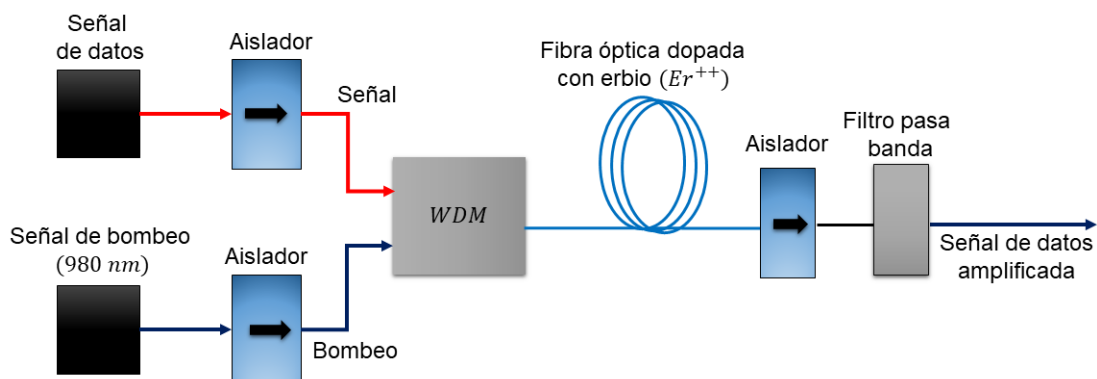 Señal
de datos
Aislador
Señal
Fibra óptica dopada
con erbio (Er⁺⁺)
Aislador
Filtro pasa
banda
WDM
Señal de bombeo
(980 nm)
Aislador
Bombeo
Señal de datos
amplificada